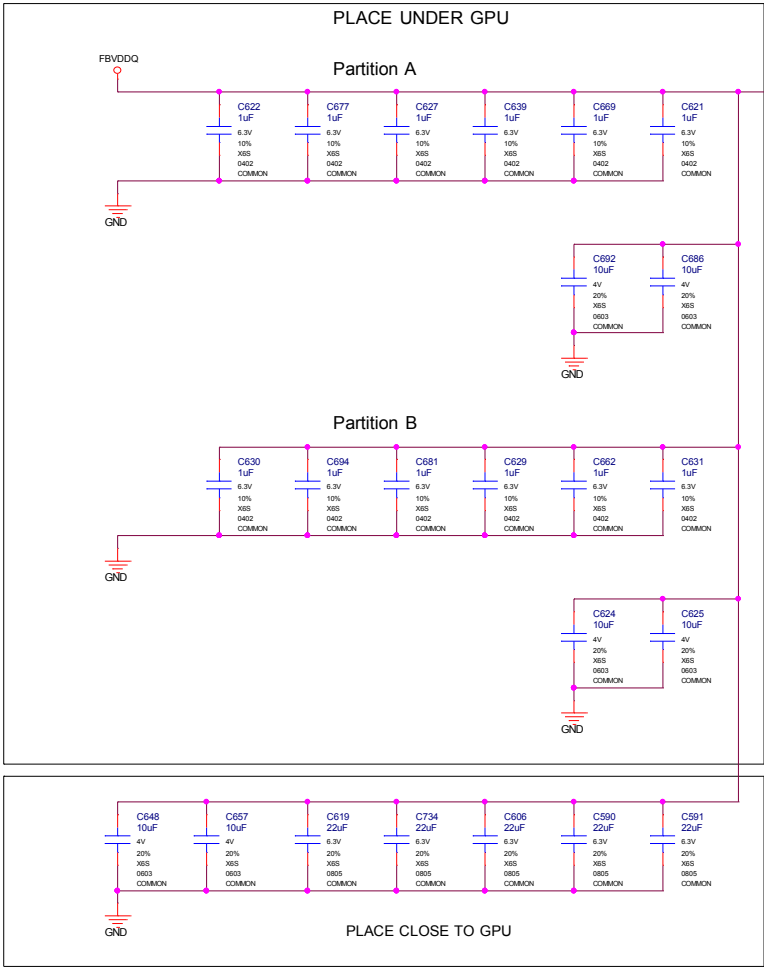 PLACE UNDER GPU
FBVDDQ
Partition A
C622 C677 C627 C639 C669 C621
1uF 1uF 1uF 1uF 1uF 1uF
6.3V 6.3V 6.3V 6.3V 6.3V 6.3V
10% 10% 10% 10% 10% 10%
X6S X6S X6S X6S X6S X6S
0402 0402 0402 0402 0402 0402
COMMON COMMON COMMON COMMON COMMON COMMON
GND
C692 C686
10uF 10uF
4V 4V
20% 20%
X6S X6S
0603 0603
COMMON COMMON
GND
Partition B
C630 C694 C681 C629 C662 C631
1uF 1uF 1uF 1uF 1uF 1uF
6.3V 6.3V 6.3V 6.3V 6.3V 6.3V
10% 10% 10% 10% 10% 10%
X6S X6S X6S X6S X6S X6S
0402 0402 0402 0402 0402 0402
COMMON COMMON COMMON COMMON COMMON COMMON
GND
C624 C625
10uF 10uF
4V 4V
20% 20%
X6S X6S
0603 0603
COMMON COMMON
GND
C648 C657 C619 C734 C606 C590 C591
10uF 10uF 22uF 22uF 22uF 22uF 22uF
4V 4V 6.3V 6.3V 6.3V 6.3V 6.3V
20% 20% 20% 20% 20% 20% 20%
X6S X6S X6S X6S X6S X6S X6S
0603 0603 0805 0805 0805 0805 0805
COMMON COMMON COMMON COMMON COMMON COMMON COMMON
GND
PLACE CLOSE TO GPU